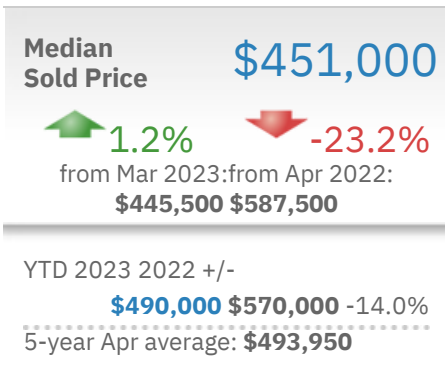 Median
Sold Price
$451,000
1.2%
-23.2%
from Mar 2023:from Apr 2022:
$445,500 $587,500
YTD 2023 2022 +/-
$490,000 $570,000 -14.0%
5-year Apr average: $493,950